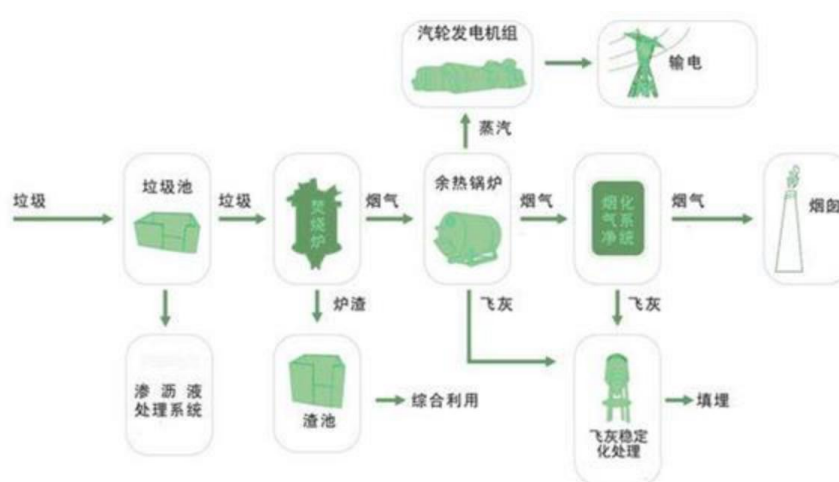 汽轮发电机组
输电
蒸汽
垃圾
垃圾池
垃圾
焚
烧
炉
烟气
余热锅炉
烟气
烟化
气系
净统
烟气
烟囱
炉渣
飞灰
飞灰
渗沥液
处理系统
渣池
综合利用
飞灰稳定
化处理
填埋